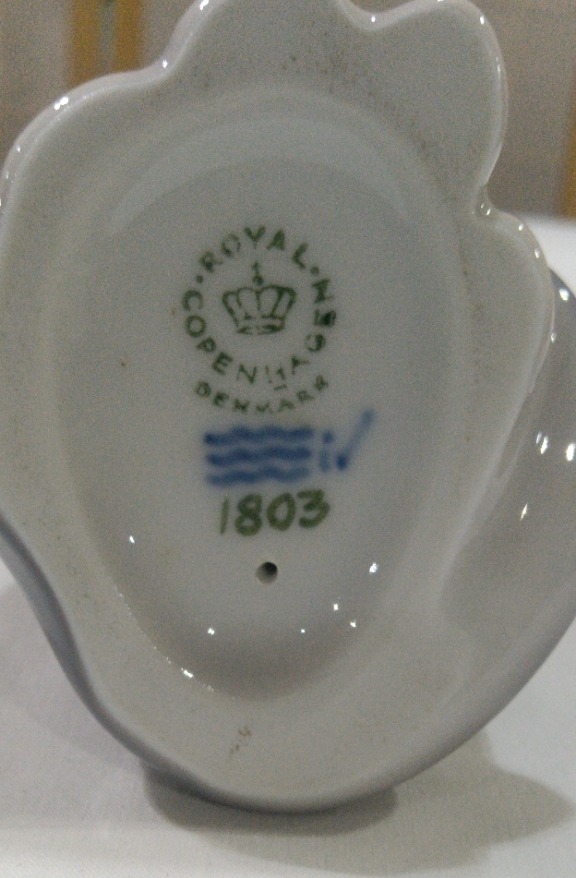 ROYAL
COPENHAGEN
DENMARK
1803